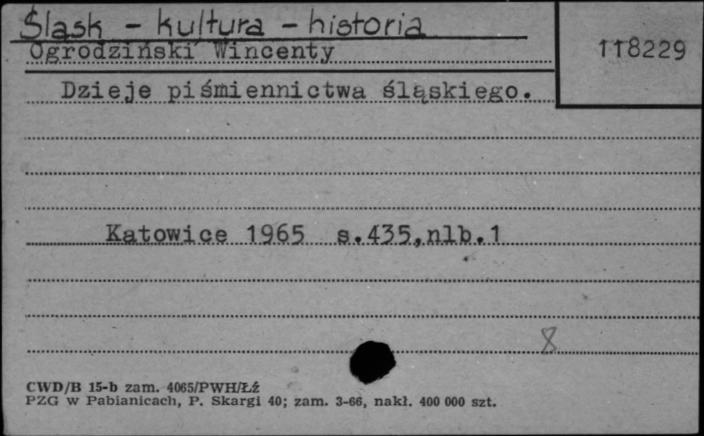 Śląsk - kultura - historia
Ogrodziński Wincenty
118229
Dzieje piśmiennictwa śląskiego.
Katowice 1965 s.435,nlb.1
8
CWD/B 15-b zam. 4065/PWH/Łź
PZG w Pabianicach, P. Skargi 40; zam. 3-66, nakł. 400 000 szt.